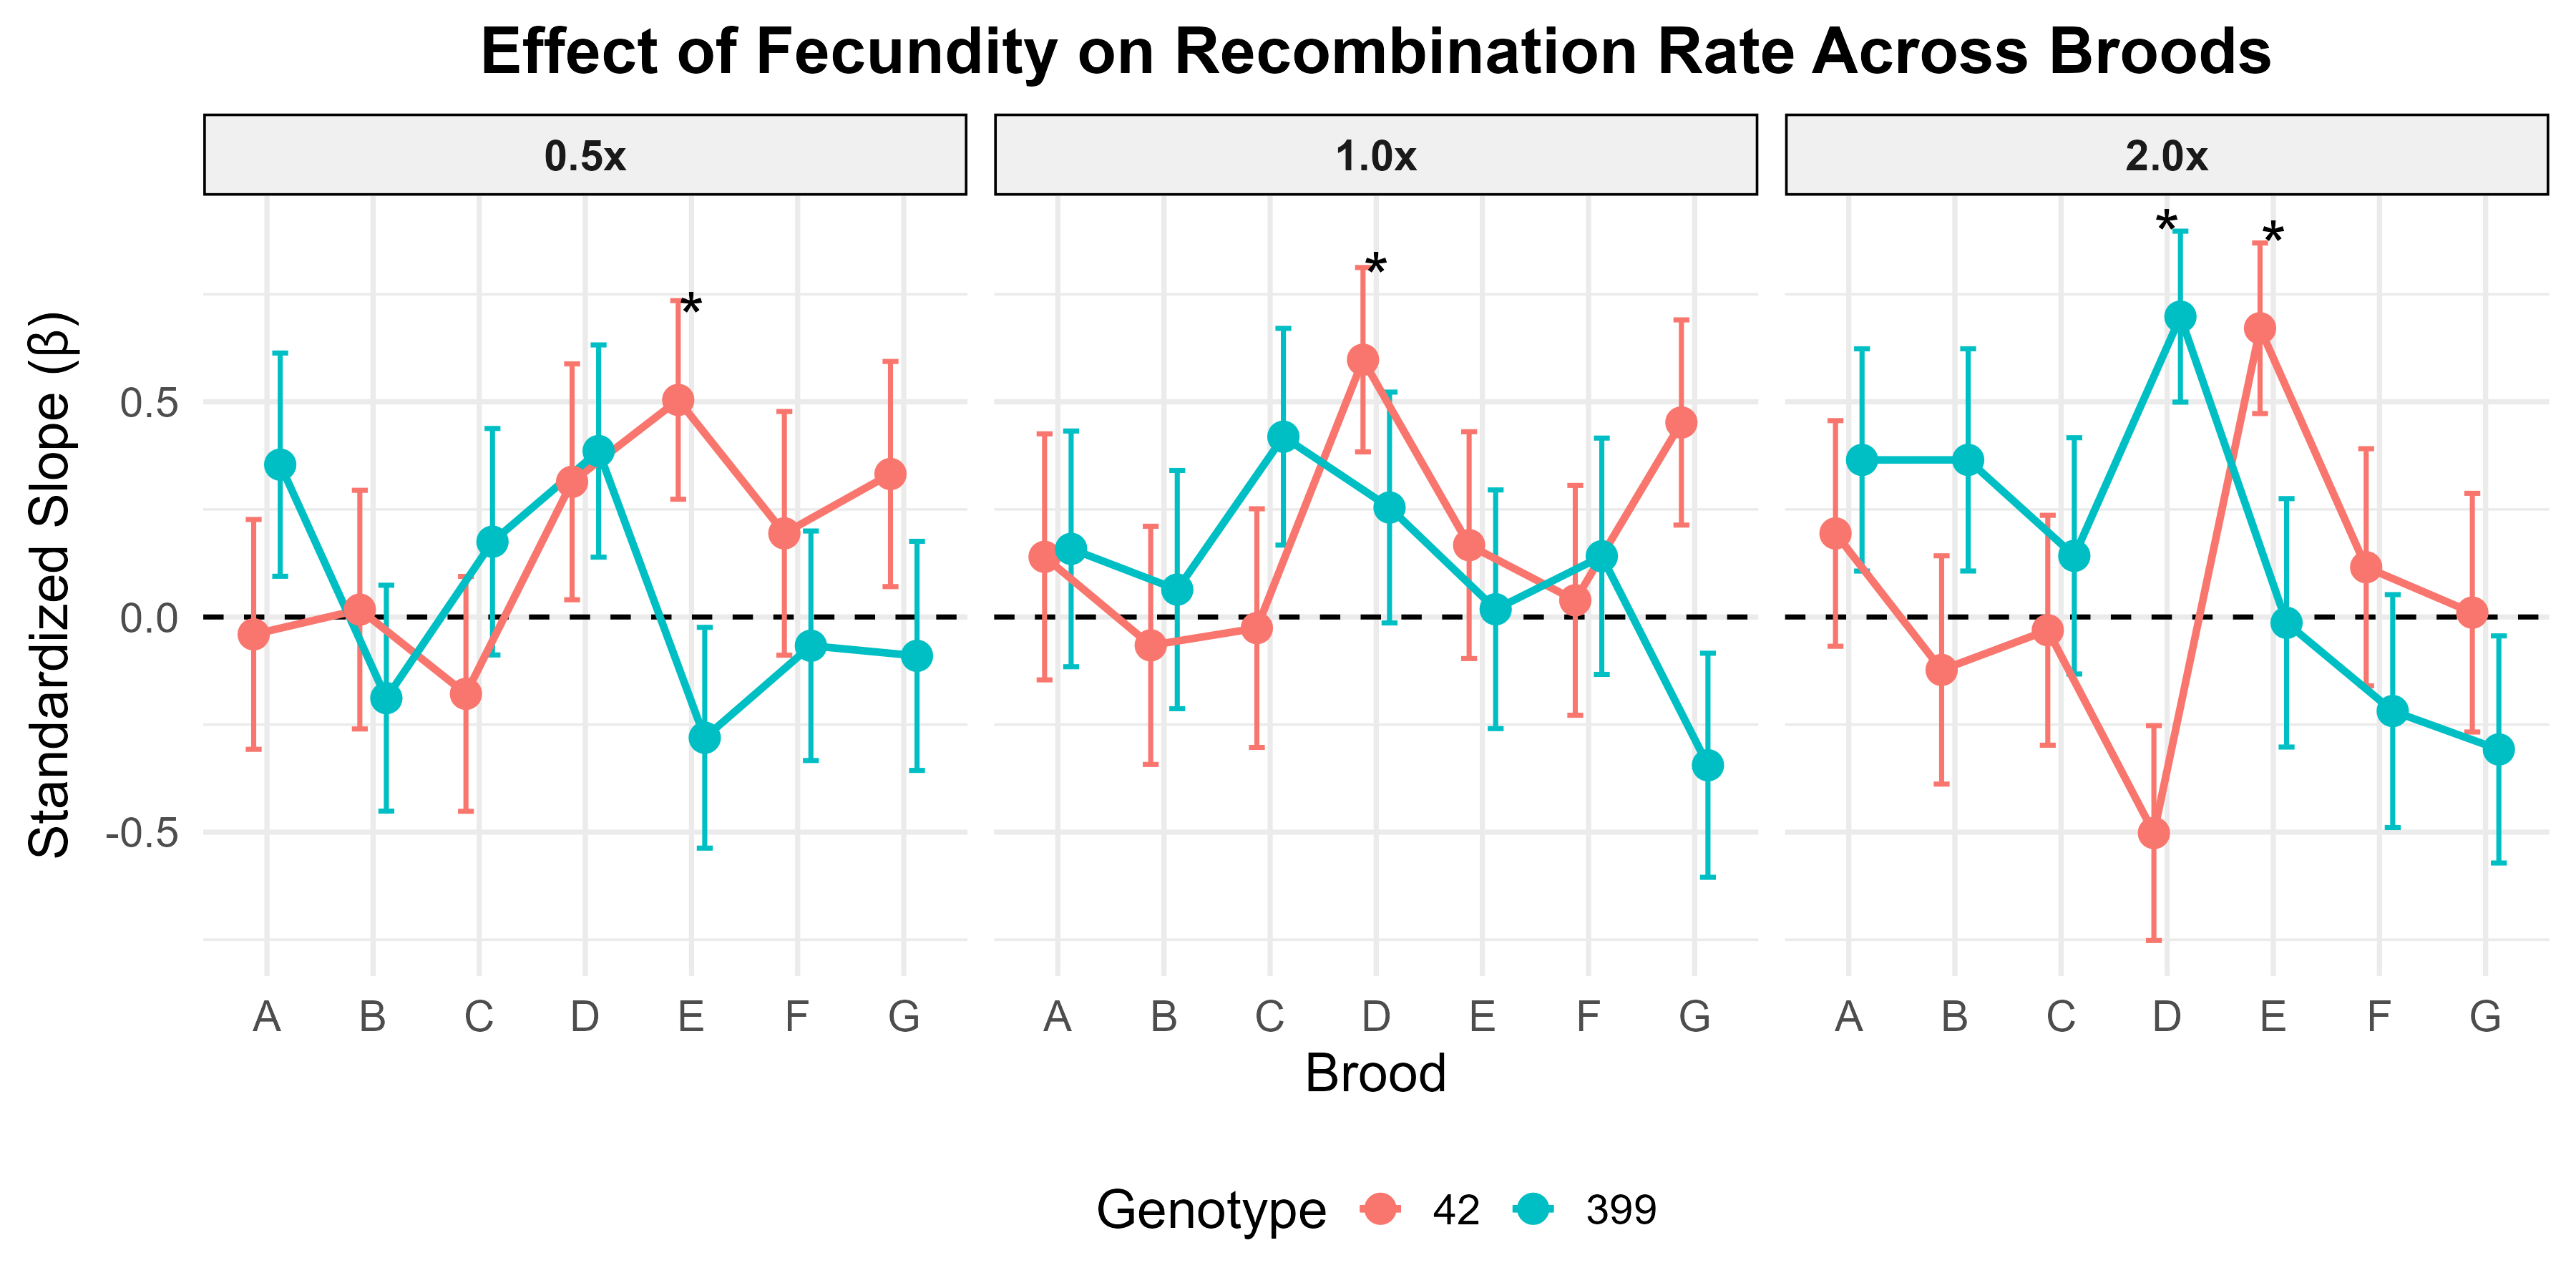 Effect of Fecundity on Recombination Rate Across Broods
0.5x 1.0x 2.0x
* * * *
Standardized Slope (β)
0.5
0.0
-0.5
A B C D E F G A B C D E F G A B C D E F G
Brood
Genotype 42 399